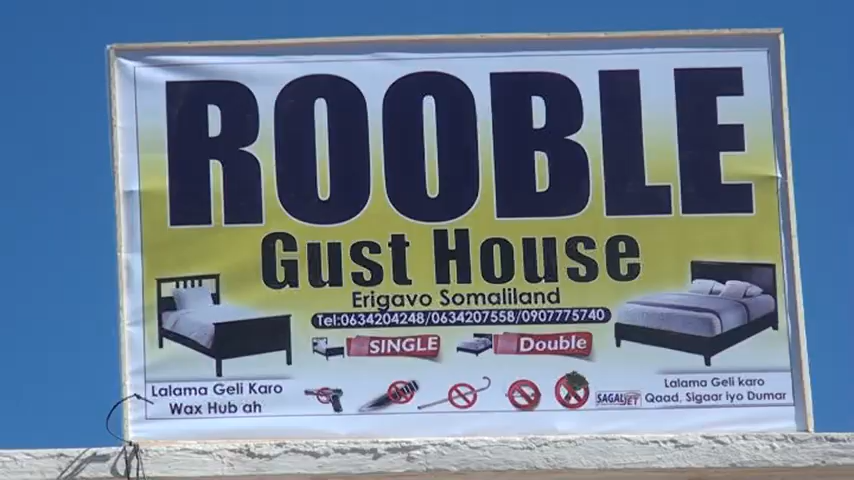 ROOBLE
Gust House
Erigavo Somaliland
Tel:0634204248/0634207558/0907775740
SINGLE
Double
Lalama Geli Karo
Wax Hub ah
SAGALJET
Lalama Geli karo
Qaad, Sigaar iyo Dumar